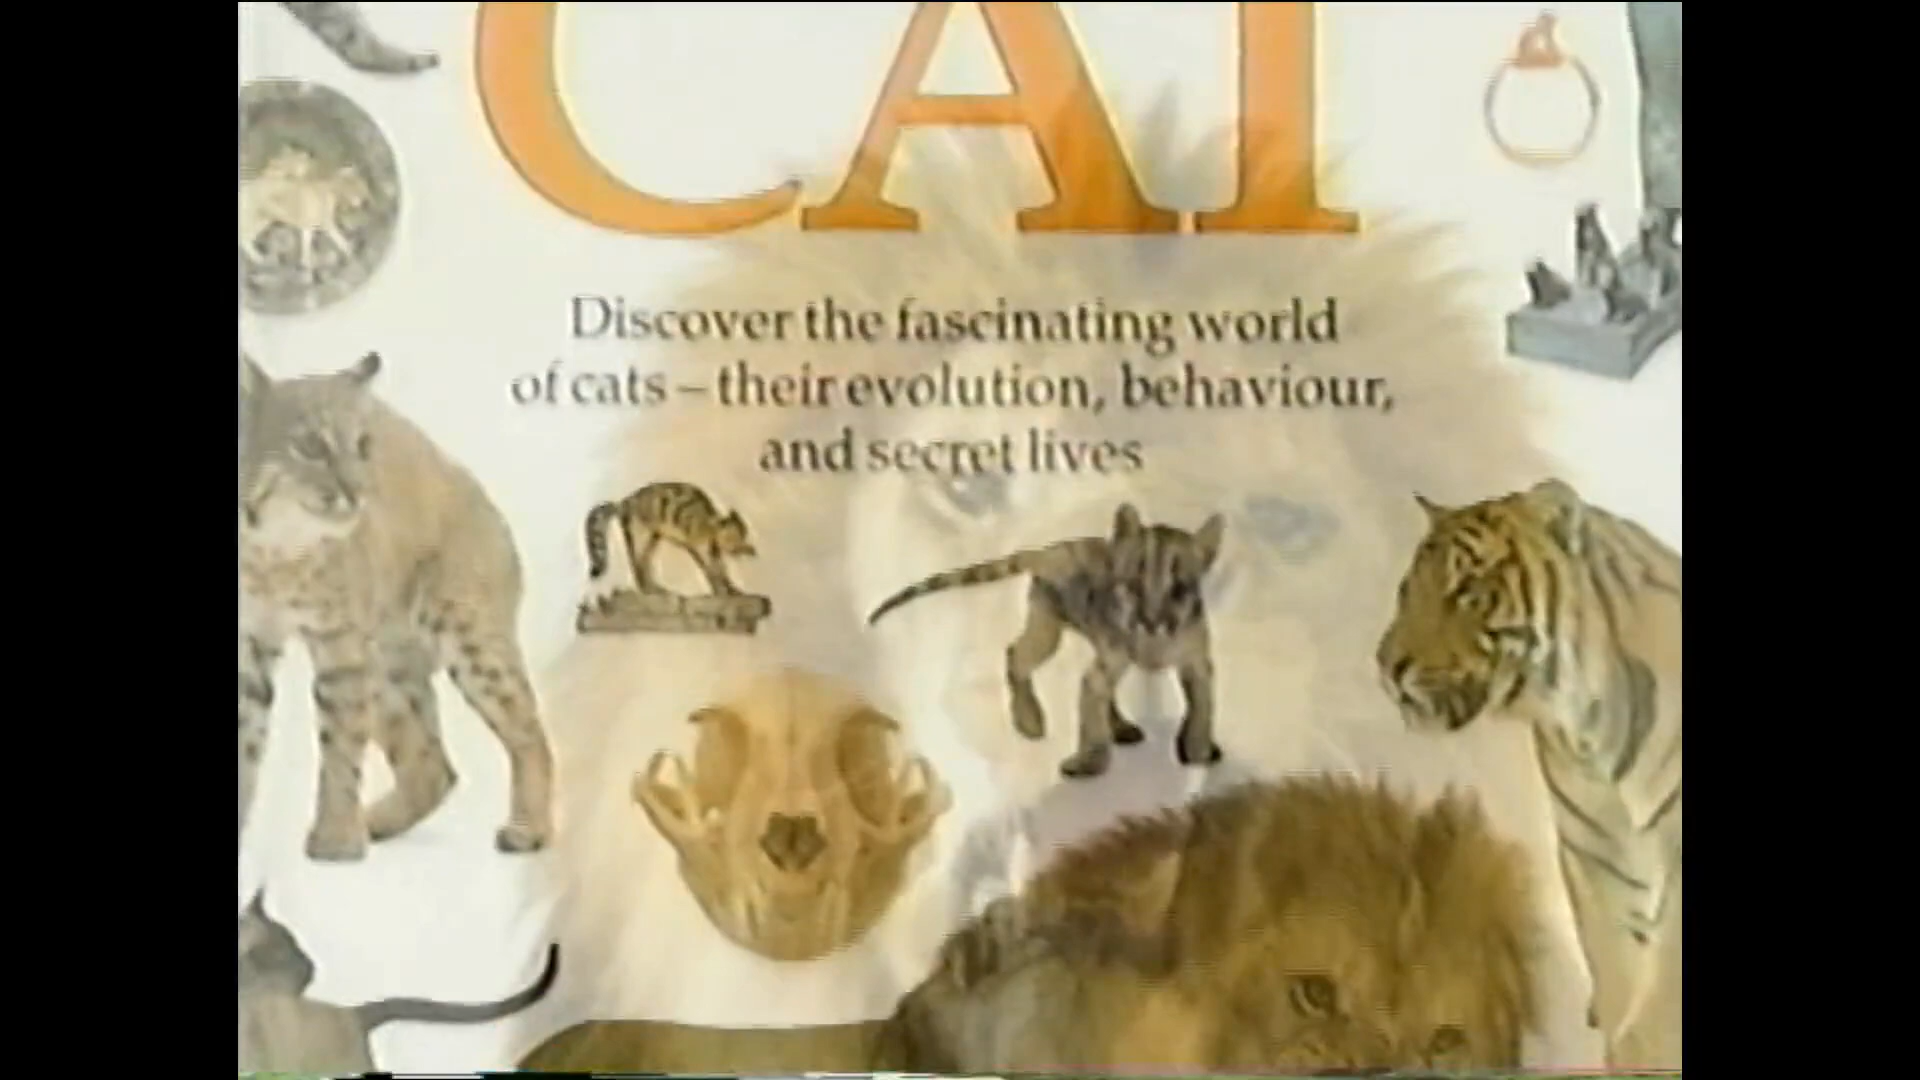 CAT
Discover the fascinating world
of cats – their evolution, behaviour,
and secret lives